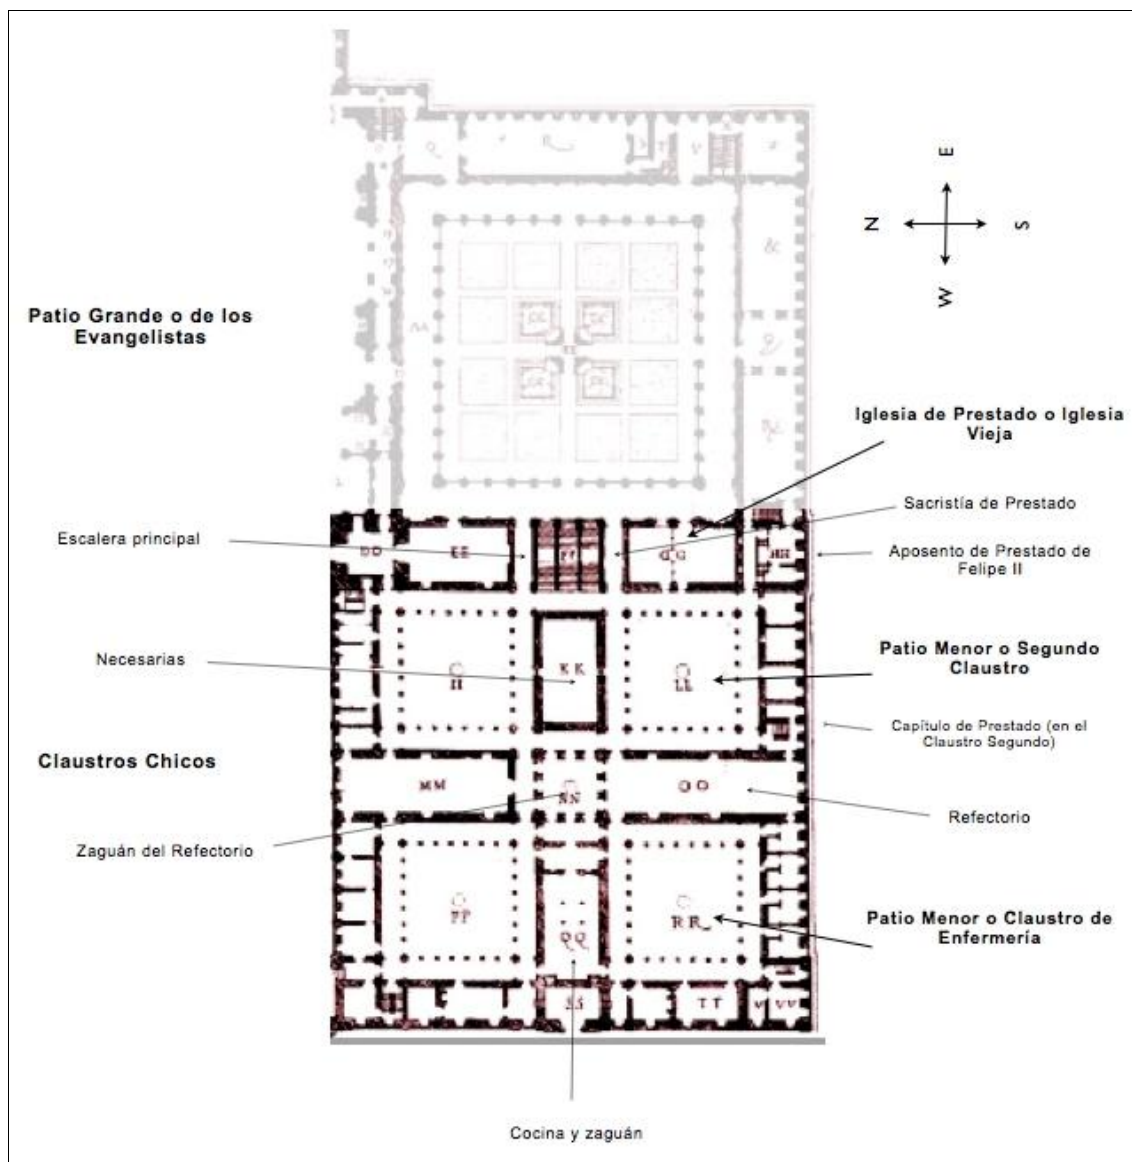 E
N
S
W
Patio Grande o de los
Evangelistas
Iglesia de Prestado o Iglesia
Vieja
Sacristía de Prestado
Escalera principal
Aposento de Prestado de
Felipe II
DD
EE
FF
GG
HH
Necesarias
Patio Menor o Segundo
Claustro
II
KK
LL
Capítulo de Prestado (en el
Claustro Segundo)
Claustros Chicos
MM
NN
OO
Refectorio
Zaguán del Refectorio
PP
QQ
RR
Patio Menor o Claustro de
Enfermería
SS
TT
VV
Cocina y zaguán